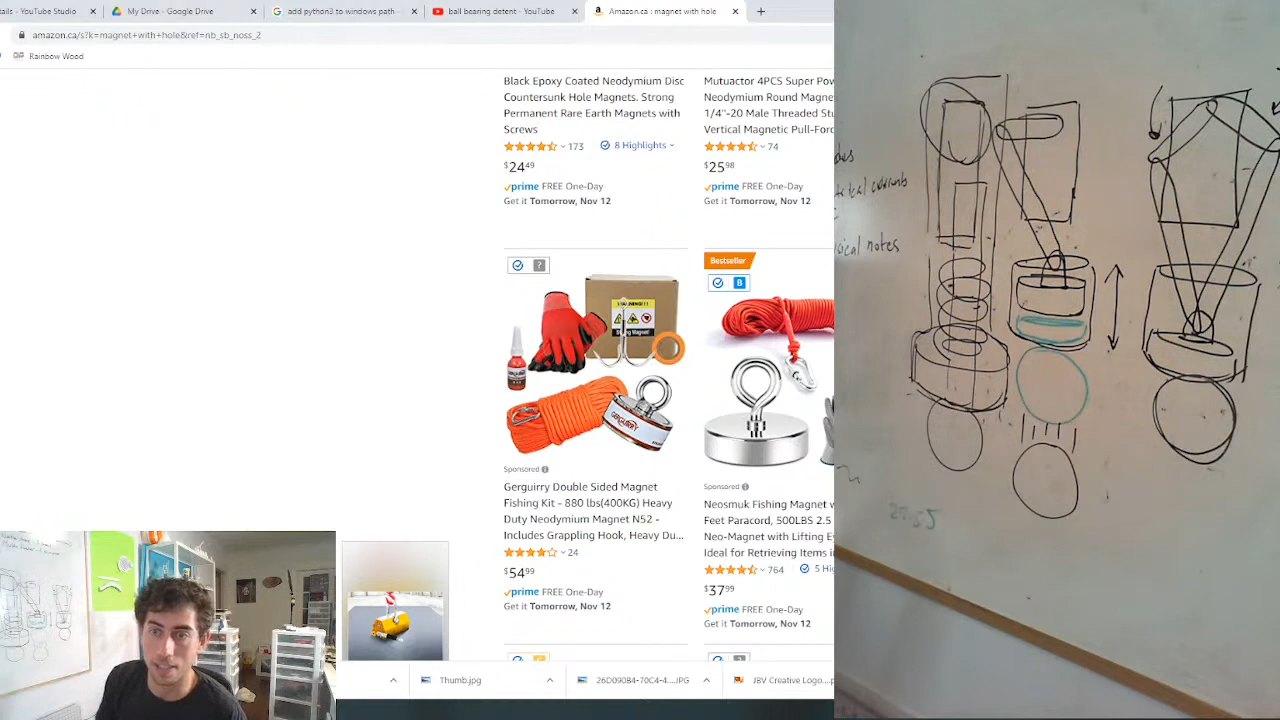 Studio
My Drive - Google Drive
add python3 to windows path -
ball bearing detent - YouTube
Amazon.ca : magnet with hole
amazon.ca/s?k=magnet+with+hole&ref=nb_sb_noss_2
Rainbow Wood
Black Epoxy Coated Neodymium Disc
Countersunk Hole Magnets. Strong
Permanent Rare Earth Magnets with
Screws
173
8 Highlights
$24 49
prime FREE One-Day
Get it Tomorrow, Nov 12
Mutuactor 4PCS Super Pow
Neodymium Round Magne
1/4"-20 Male Threaded Stu
Vertical Magnetic Pull-Forc
74
$25 98
prime FREE One-Day
Get it Tomorrow, Nov 12
?
GERGUIRRY
Sponsored
Gerguirry Double Sided Magnet
Fishing Kit - 880 lbs(400KG) Heavy
Duty Neodymium Magnet N52 -
Includes Grappling Hook, Heavy Du...
24
$54 99
prime FREE One-Day
Get it Tomorrow, Nov 12
Bestseller
B
Sponsored
Neosmuk Fishing Magnet w
Feet Paracord, 500LBS 2.5
Neo-Magnet with Lifting Ey
Ideal for Retrieving Items i
764
5 Hig
$37 99
prime FREE One-Day
Get it Tomorrow, Nov 12
Thumb.jpg
26D090B4-70C4-4....JPG
JBV Creative Logo....p
notes